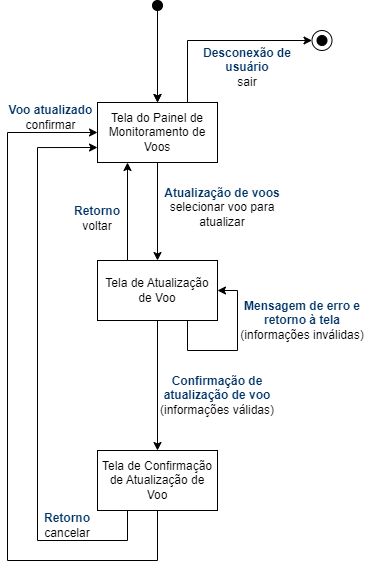 Desconexão de
usuário
sair
Voo atualizado
confirmar
Tela do Painel de
Monitoramento de
Voos
Atualização de voos
selecionar voo para
atualizar
Retorno
voltar
Tela de Atualização
de Voo
Mensagem de erro e
retorno à tela
(informações inválidas)
Confirmação de
atualização de voo
(informações válidas)
Tela de Confirmação
de Atualização de
Voo
Retorno
cancelar